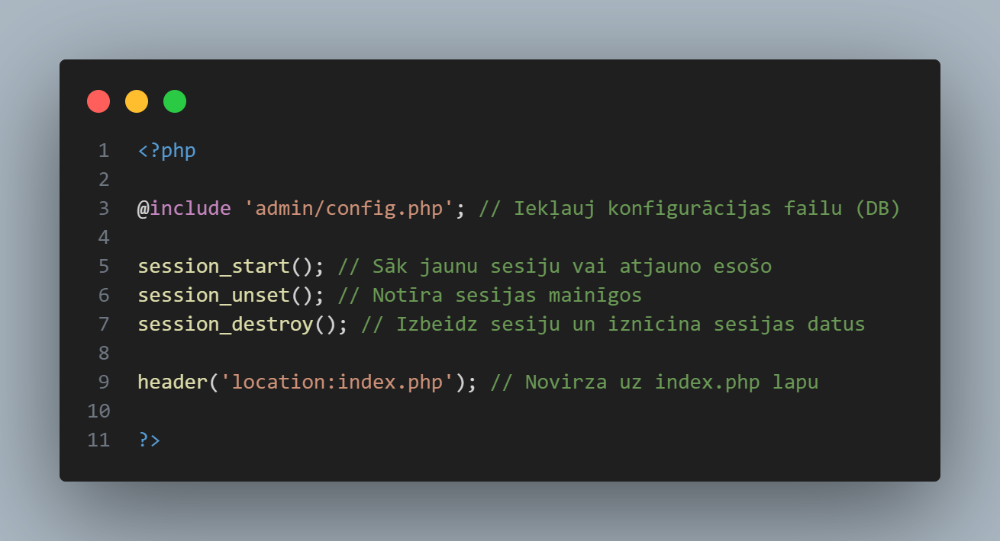 1 <?php
2
3 @include 'admin/config.php'; // Iekļauj konfigurācijas failu (DB)
4
5 session_start(); // Sāk jaunu sesiju vai atjauno esošo
6 session_unset(); // Notīra sesijas mainīgos
7 session_destroy(); // Izbeidz sesiju un iznīcina sesijas datus
8
9 header('location:index.php'); // Novirza uz index.php lapu
10
11 ?>